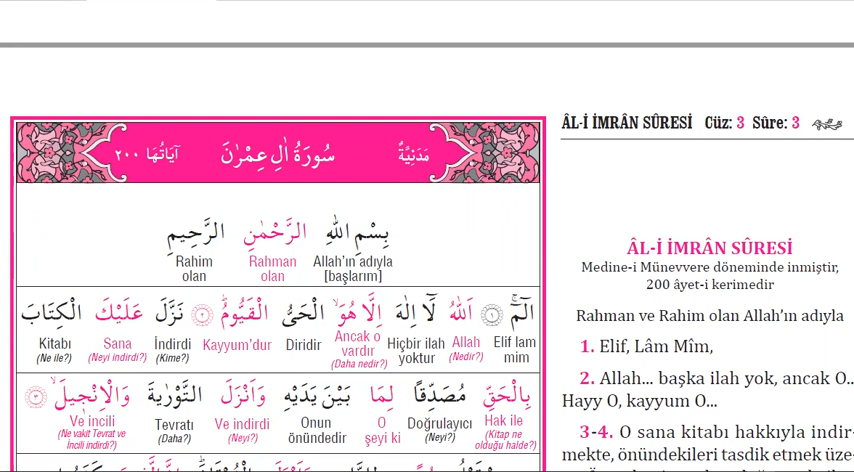 مَدَنِيَّةٌ سُورَةُ اٰلِ عِمْرٰنَ اٰيَاتُهَا ٢٠٠
بِسْمِ اللهِ الرَّحْمٰنِ الرَّحِيمِ
Allah'ın adıyla [başlarım] Rahman olan Rahim olan
الٓمٓ ۚ ﴿١﴾ اَللهُ لَٓا اِلٰهَ اِلَّا هُوَۙ الْحَيُّ الْقَيُّومُۜ ﴿٢﴾ نَزَّلَ عَلَيْكَ الْكِتَابَ
Elif lam mim Allah Hiçbir ilah yoktur Ancak o vardır Diridir Kayyum'dur İndirdi Sana Kitabı
(Nedir?) (Daha nedir?) (Kime?) (Neyi indirdi?) (Ne ile?)
بِالْحَقِّ مُصَدِّقًا لِمَا بَيْنَ يَدَيْهِ وَاَنْزَلَ التَّوْرٰيةَ وَالْاِنْجٖيلَۙ ﴿٣﴾
Hak ile Doğrulayıcı O şeyi ki Onun önündedir Ve indirdi Tevratı Ve incili
(Kitap ne olduğu halde?) (Neyi?) (Neyi?) (Daha?) (Ne vakit Tevrat ve İncili indirdi?)
ÂL-İ İMRÂN SÛRESİ Cüz: 3 Sûre: 3
ÂL-İ İMRÂN SÛRESİ
Medine-i Münevvere döneminde inmiştir,
200 âyet-i kerimedir
Rahman ve Rahim olan Allah'ın adıyla
1. Elif, Lâm Mîm,
2. Allah... başka ilah yok, ancak O..
Hayy O, kayyum O...
3-4. O sana kitabı hakkıyla indir-
mekte, önündekileri tasdik etmek üze-